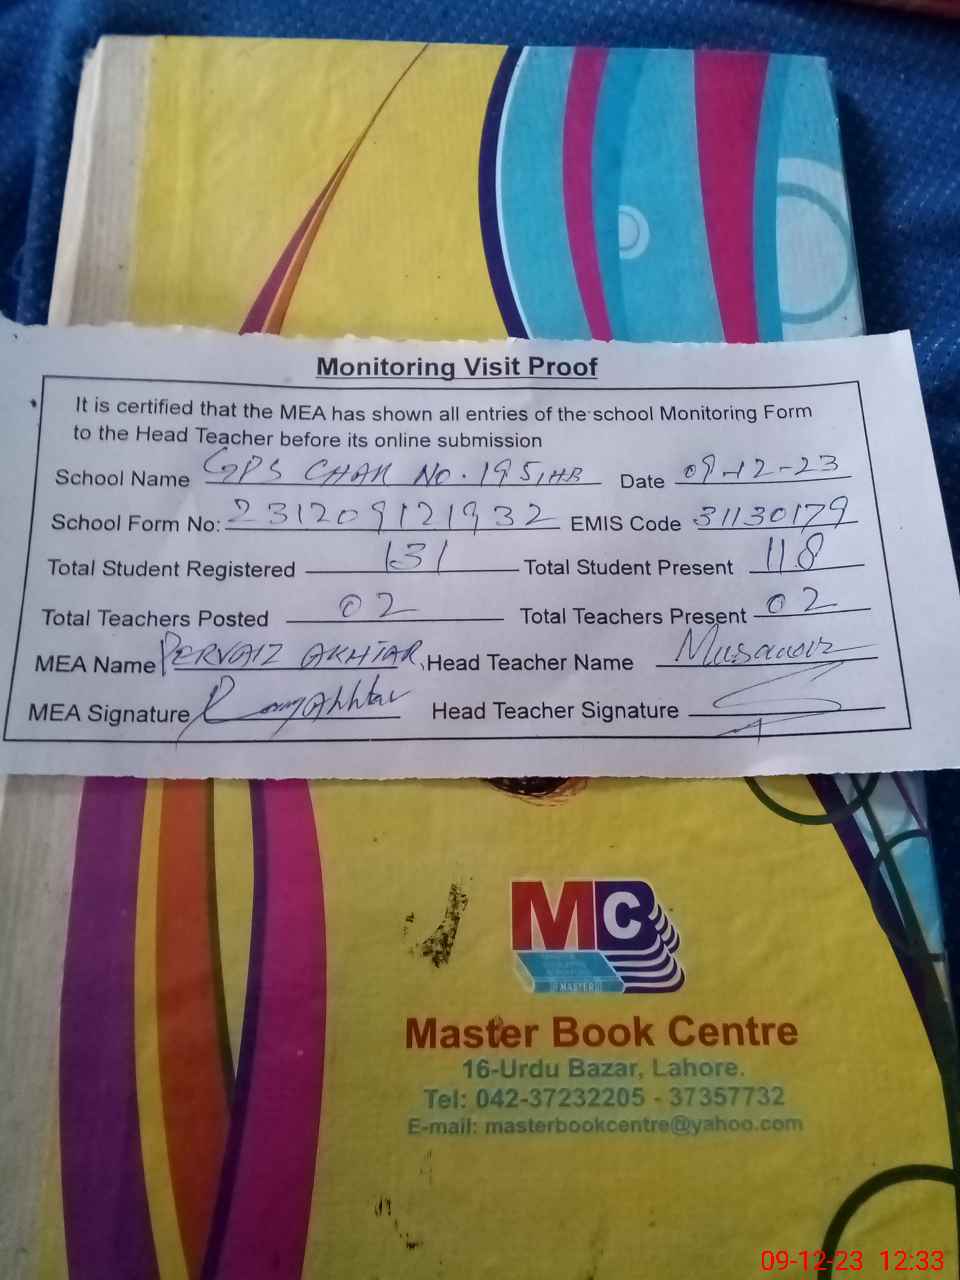 Monitoring Visit Proof
It is certified that the MEA has shown all entries of the school Monitoring Form
to the Head Teacher before its online submission
School Name GPS CHAK NO. 195/HB Date 09-12-23
School Form No: 231209121932 EMIS Code 31130179
Total Student Registered 131 Total Student Present 118
Total Teachers Posted 02 Total Teachers Present 02
MEA Name PERVAIZ AKHTAR Head Teacher Name
MEA Signature Head Teacher Signature
MC
MASTER
Master Book Centre
16-Urdu Bazar, Lahore.
Tel: 042-37232205 - 37357732
E-mail: masterbookcentre@yahoo.com
09-12-23 12:33